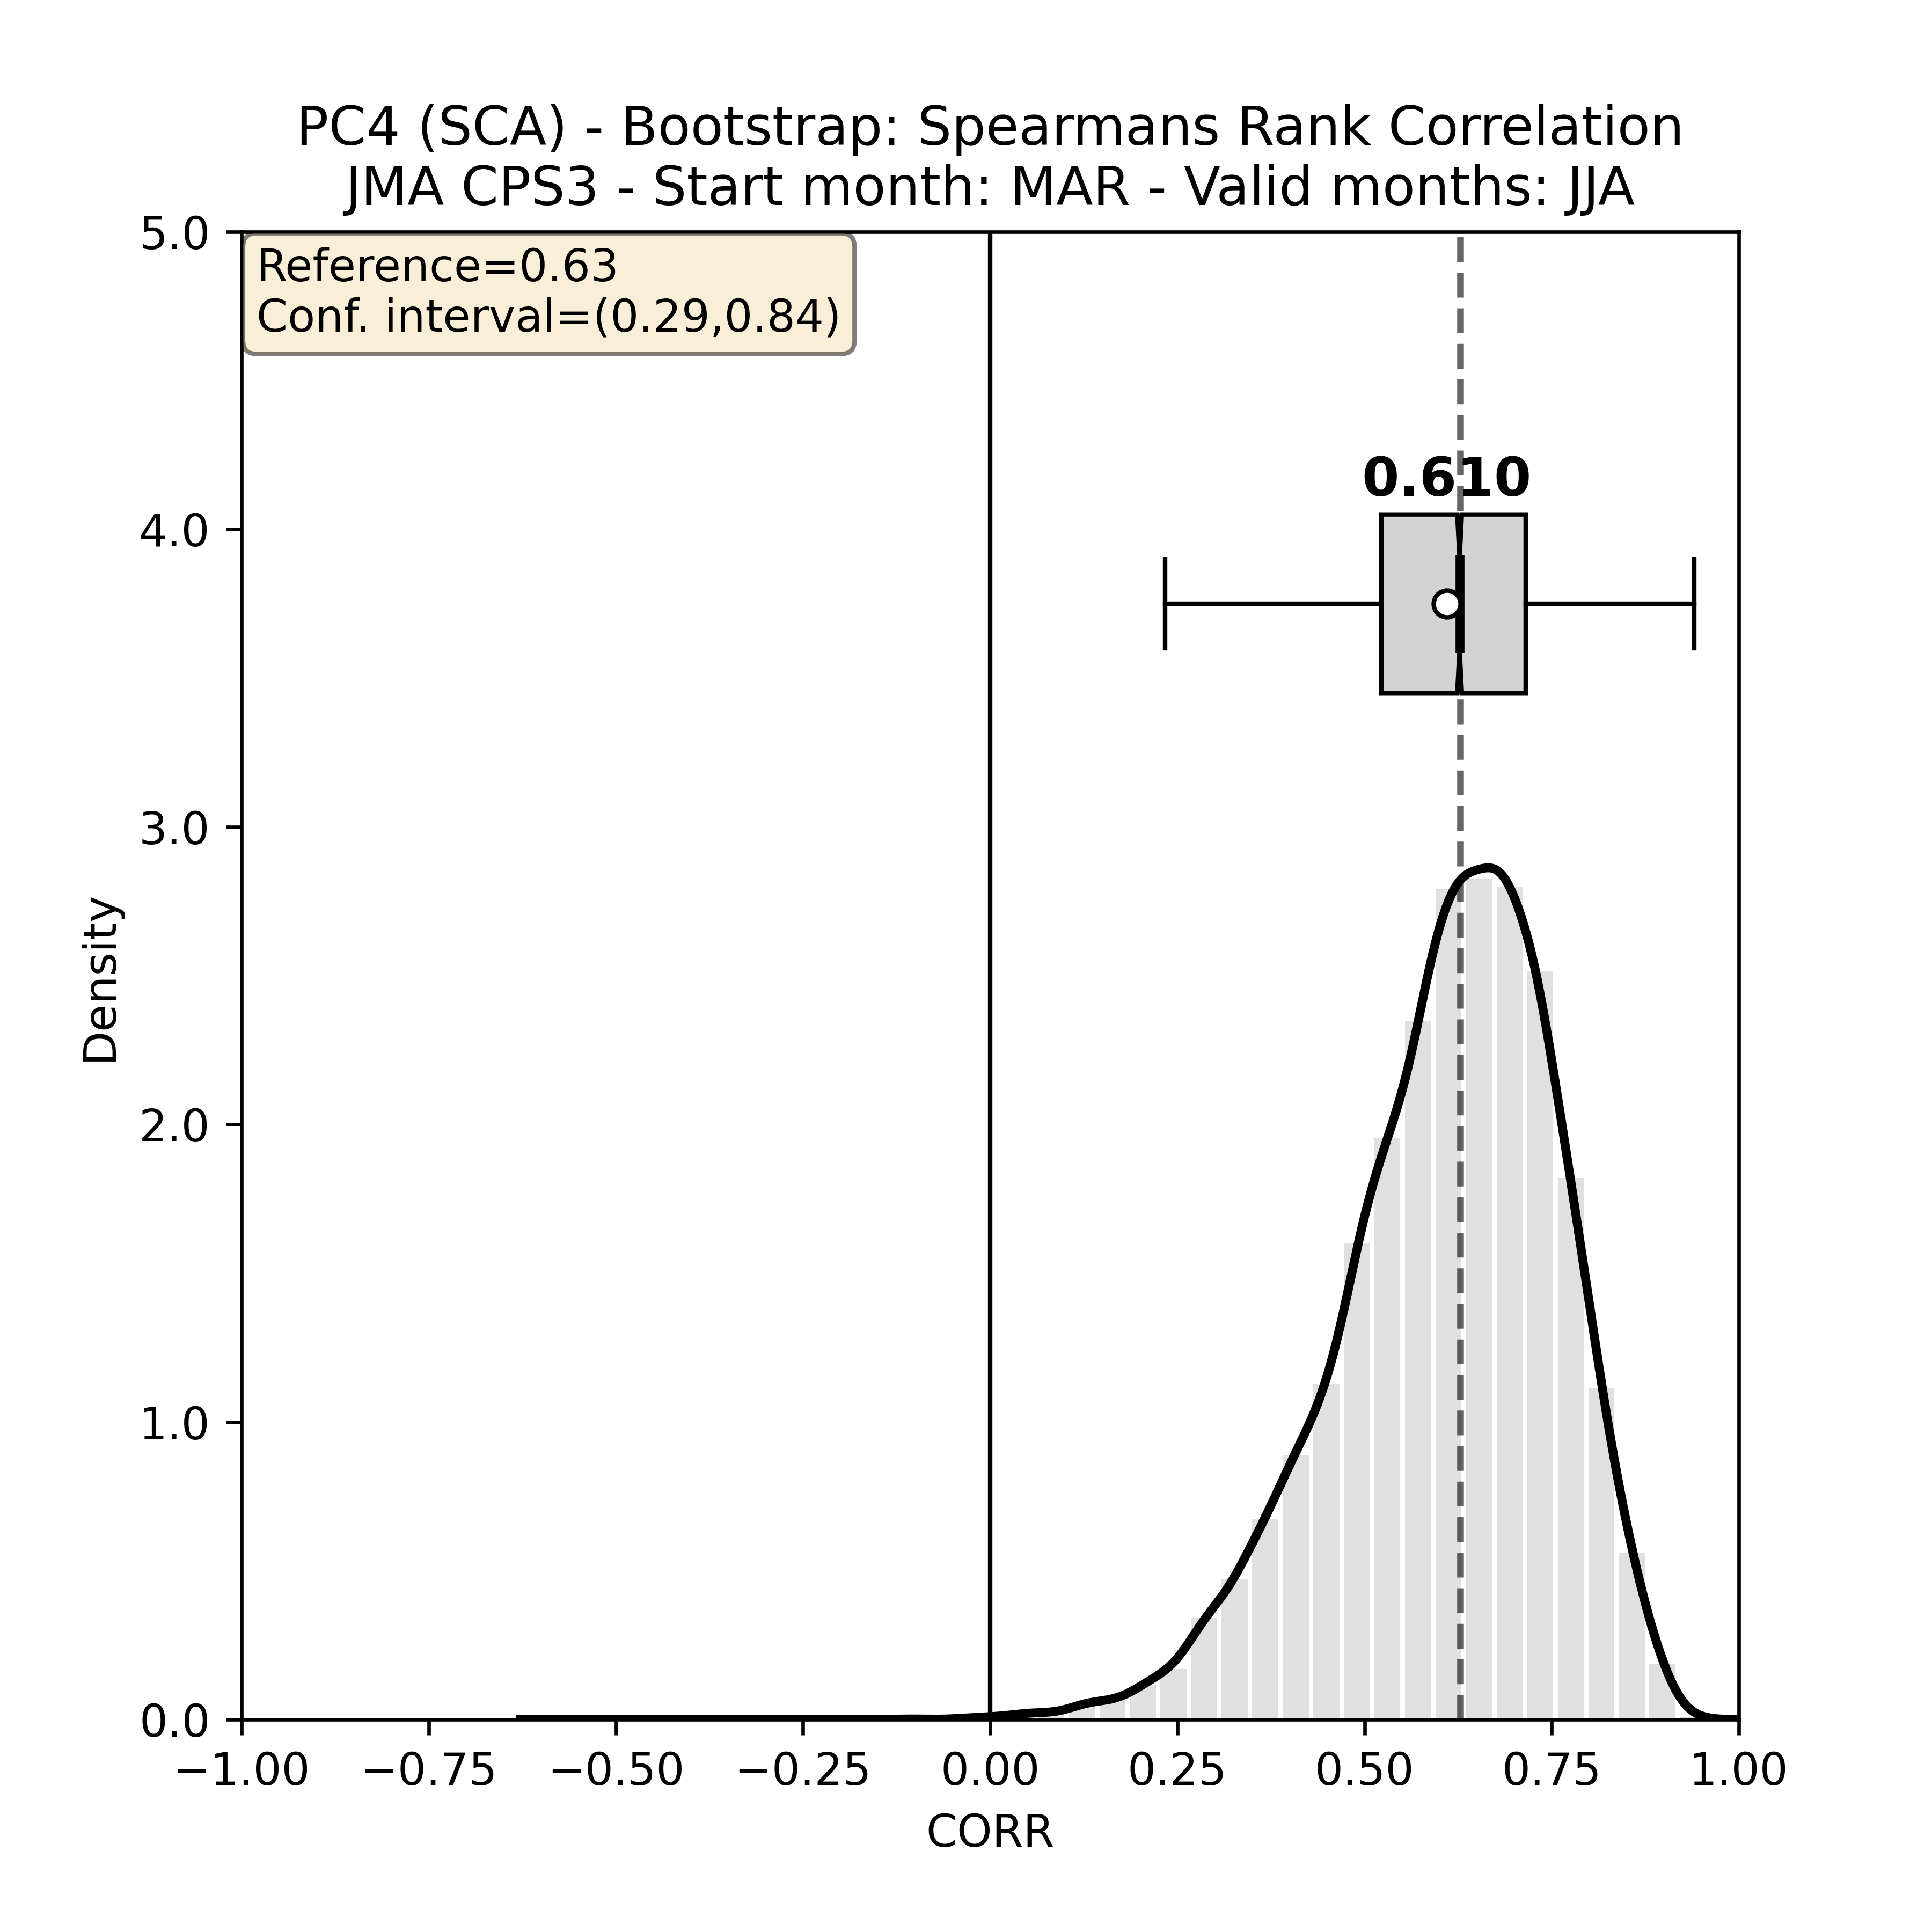 PC4 (SCA) - Bootstrap: Spearmans Rank Correlation
JMA CPS3 - Start month: MAR - Valid months: JJA
Reference=0.63
Conf. interval=(0.29,0.84)
0.610
5.0
4.0
3.0
2.0
1.0
0.0
Density
−1.00 −0.75 −0.50 −0.25 0.00 0.25 0.50 0.75 1.00
CORR